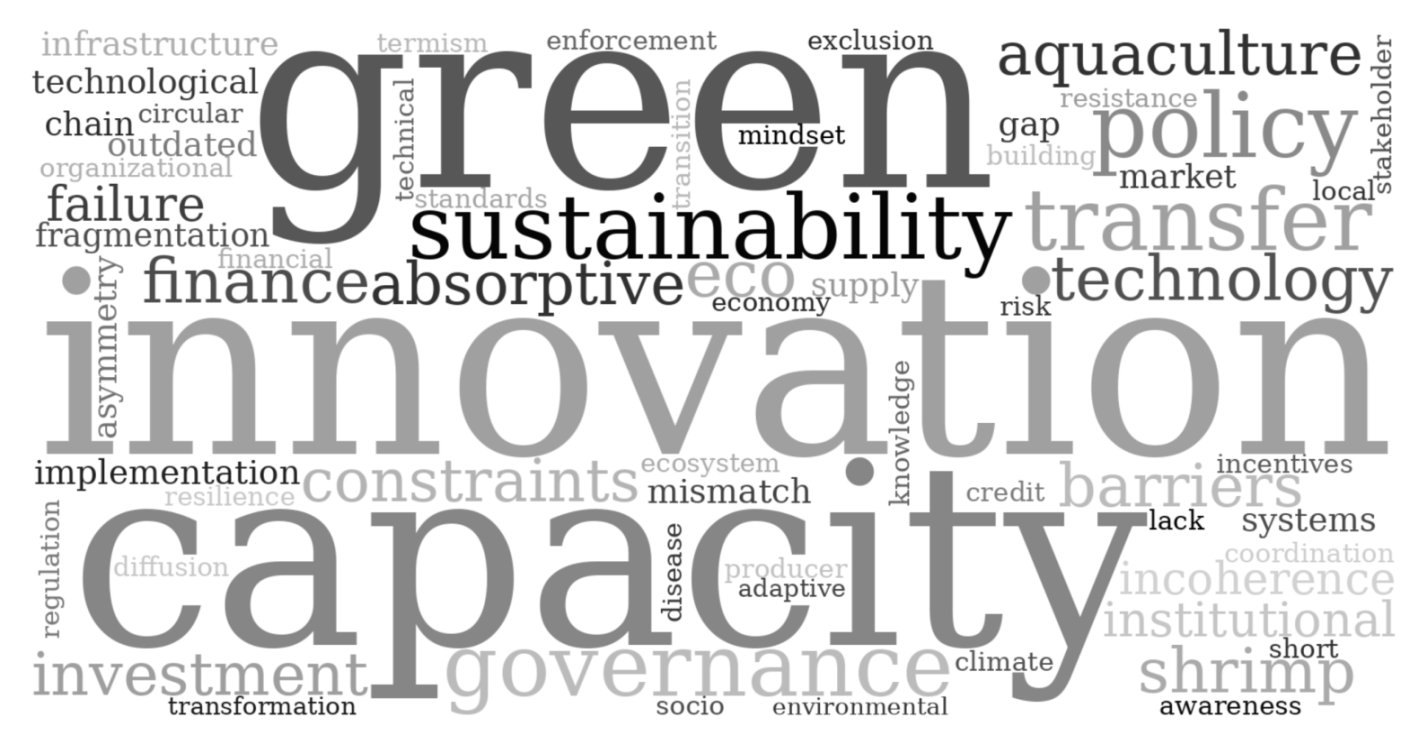 infrastructure
termism
enforcement
exclusion
aquaculture
stakeholder
technological
green
technical
transition
resistance
policy
chain
circular
mindset
gap
outdated
building
organizational
market
failure
standards
local
fragmentation
sustainability
transfer
financial
finance
absorptive
eco
supply
technology
asymmetry
economy
risk
innovation
knowledge
implementation
constraints
ecosystem
incentives
resilience
mismatch
credit
barriers
regulation
capacity
lack
systems
disease
diffusion
producer
coordination
adaptive
incoherence
institutional
investment
governance
climate
short
shrimp
transformation
socio
environmental
awareness